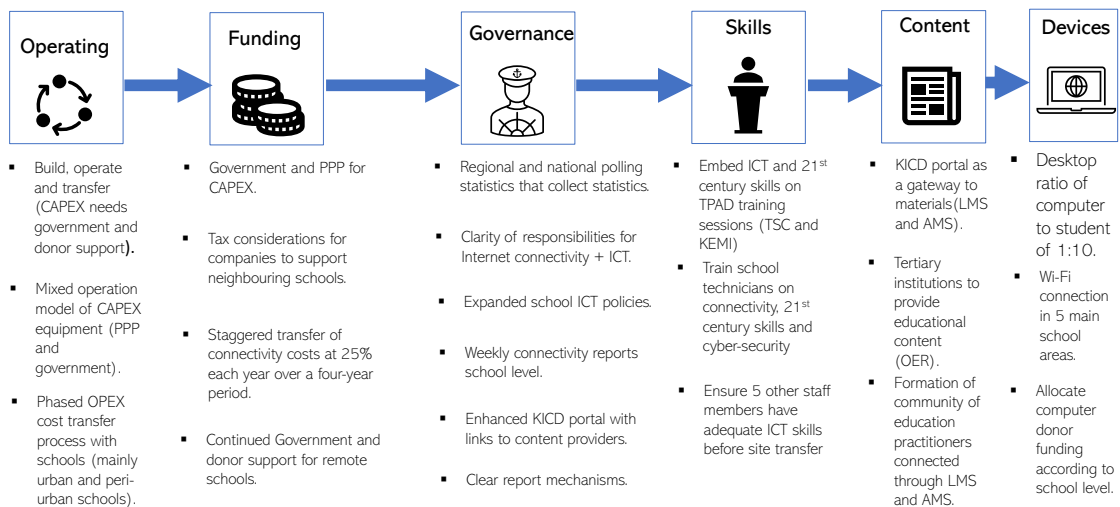 Operating
Funding
Governance
Skills
Content
Devices
▪ Build, operate
and transfer
(CAPEX needs
government and
donor support).
▪ Mixed operation
model of CAPEX
equipment (PPP
and
government).
▪ Phased OPEX
cost transfer
process with
schools (mainly
urban and peri-
urban schools).
▪ Government and PPP for
CAPEX.
▪ Tax considerations for
companies to support
neighbouring schools.
▪ Staggered transfer of
connectivity costs at 25%
each year over a four-year
period.
▪ Continued Government and
donor support for remote
schools.
▪ Regional and national polling
statistics that collect statistics.
▪ Clarity of responsibilities for
Internet connectivity + ICT.
▪ Expanded school ICT policies.
▪ Weekly connectivity reports
school level.
▪ Enhanced KICD portal with
links to content providers.
▪ Clear report mechanisms.
▪ Embed ICT and 21st
century skills on
TPAD training
sessions (TSC and
KEMI)
▪ Train school
technicians on
connectivity, 21st
century skills and
cyber-security
▪ Ensure 5 other staff
members have
adequate ICT skills
before site transfer
▪ KICD portal as
a gateway to
materials(LMS
and AMS).
▪ Tertiary
institutions to
provide
educational
content
(OER).
▪ Formation of
community of
education
practitioners
connected
through LMS
and AMS.
▪ Desktop
ratio of
computer
to student
of 1:10.
▪ Wi-Fi
connection
in 5 main
school
areas.
▪ Allocate
computer
donor
funding
according to
school level.